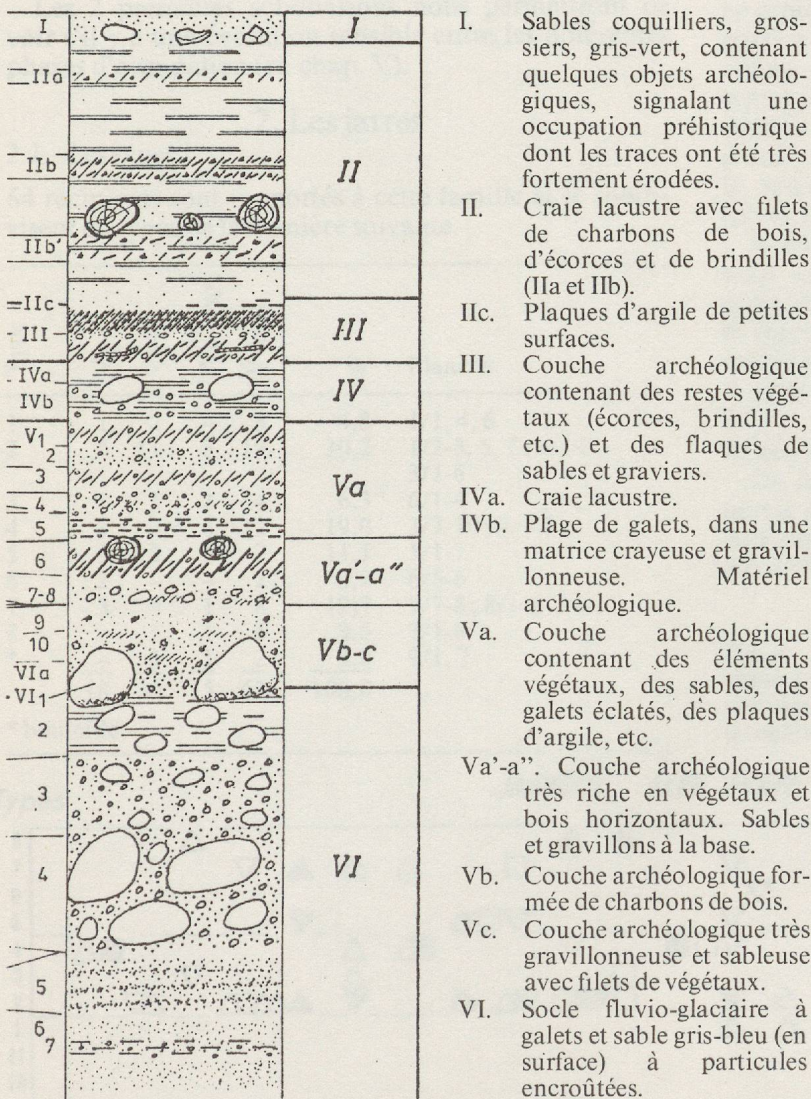 I
IIa
IIb
IIb'
IIc
III
IVa
IVb
V1
2
3
4
5
6
7-8
9
10
VIa
VI1
2
3
4
5
6
7
I
II
III
IV
Va
Va'-a"
Vb-c
VI
I. Sables coquilliers, gros-
siers, gris-vert, contenant
quelques objets archéolo-
giques, signalant une
occupation préhistorique
dont les traces ont été très
fortement érodées.
II. Craie lacustre avec filets
de charbons de bois,
d'écorces et de brindilles
(IIa et IIb).
IIc. Plaques d'argile de petites
surfaces.
III. Couche archéologique
contenant des restes végé-
taux (écorces, brindilles,
etc.) et des flaques de
sables et graviers.
IVa. Craie lacustre.
IVb. Plage de galets, dans une
matrice crayeuse et gravil-
lonneuse. Matériel
archéologique.
Va. Couche archéologique
contenant des éléments
végétaux, des sables, des
galets éclatés, des plaques
d'argile, etc.
Va'-a". Couche archéologique
très riche en végétaux et
bois horizontaux. Sables
et gravillons à la base.
Vb. Couche archéologique for-
mée de charbons de bois.
Vc. Couche archéologique très
gravillonneuse et sableuse
avec filets de végétaux.
VI. Socle fluvio-glaciaire à
galets et sable gris-bleu (en
surface) à particules
encroûtées.